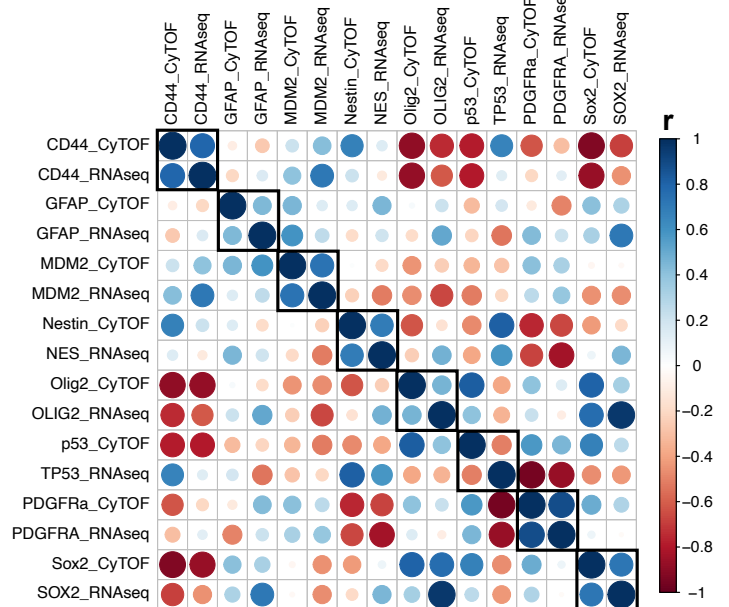 CD44_CyTOF
CD44_RNAseq
GFAP_CyTOF
GFAP_RNAseq
MDM2_CyTOF
MDM2_RNAseq
Nestin_CyTOF
NES_RNAseq
Olig2_CyTOF
OLIG2_RNAseq
p53_CyTOF
TP53_RNAseq
PDGFRa_CyTOF
PDGFRA_RNAseq
Sox2_CyTOF
SOX2_RNAseq
r
CD44_CyTOF
CD44_RNAseq
GFAP_CyTOF
GFAP_RNAseq
MDM2_CyTOF
MDM2_RNAseq
Nestin_CyTOF
NES_RNAseq
Olig2_CyTOF
OLIG2_RNAseq
p53_CyTOF
TP53_RNAseq
PDGFRa_CyTOF
PDGFRA_RNAseq
Sox2_CyTOF
SOX2_RNAseq
1
0.8
0.6
0.4
0.2
0
−0.2
−0.4
−0.6
−0.8
−1